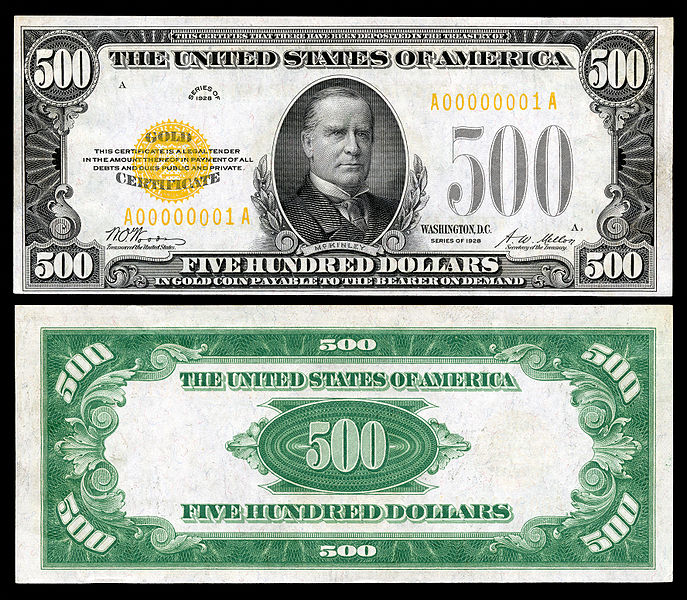 THIS CERTIFIES THAT THERE HAVE BEEN DEPOSITED IN THE TREASURY OF
500 THE UNITED STATES OF AMERICA 500
A
SERIES OF
1928
A00000001A
GOLD
THIS CERTIFICATE IS A LEGAL TENDER
IN THE AMOUNT THEREOF IN PAYMENT OF ALL
DEBTS AND DUES PUBLIC AND PRIVATE.
CERTIFICATE
500
A00000001A
WASHINGTON, D.C.
A
SERIES OF 1928
W.O. Woods
Treasurer of the United States.
McKINLEY
A. W. Mellon
Secretary of the Treasury.
500 FIVE HUNDRED DOLLARS 500
IN GOLD COIN PAYABLE TO THE BEARER ON DEMAND
500 500 500
THE UNITED STATES OF AMERICA
500
FIVE HUNDRED DOLLARS
500 500 500